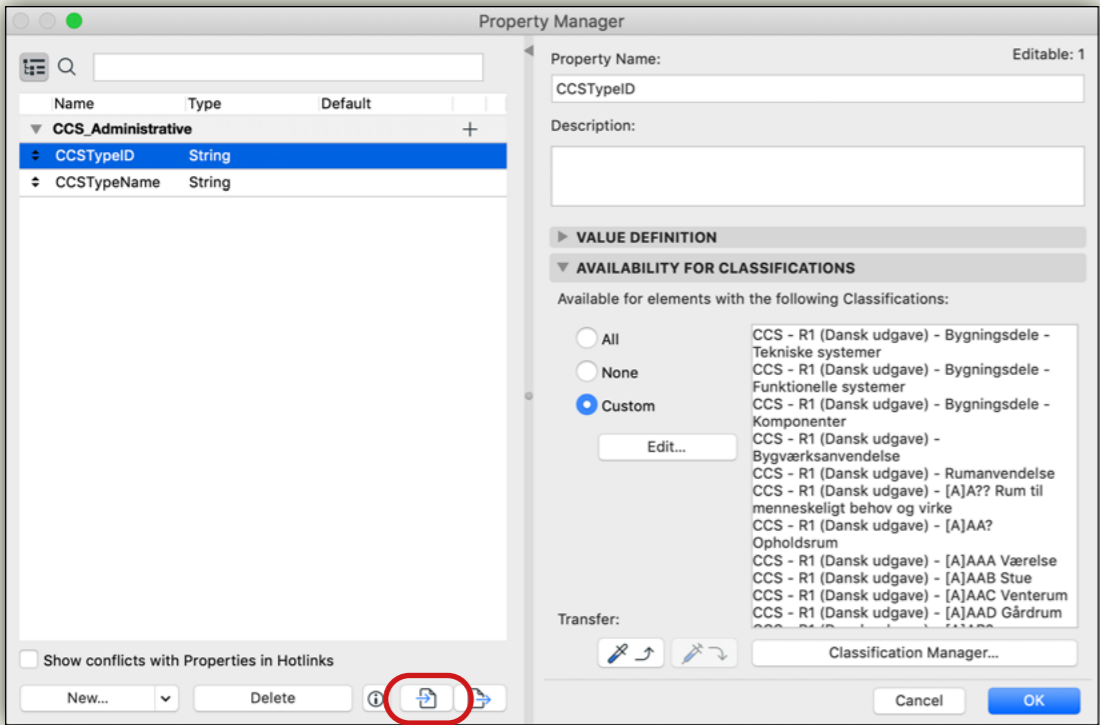 Property Manager
Name Type Default
CCS_Administrative
CCSTypeID String
CCSTypeName String
Show conflicts with Properties in Hotlinks
New... Delete
Editable: 1
Property Name:
CCSTypeID
Description:
VALUE DEFINITION
AVAILABILITY FOR CLASSIFICATIONS
Available for elements with the following Classifications:
All
None
Custom
Edit...
CCS - R1 (Dansk udgave) - Bygningsdele -
Tekniske systemer
CCS - R1 (Dansk udgave) - Bygningsdele -
Funktionelle systemer
CCS - R1 (Dansk udgave) - Bygningsdele -
Komponenter
CCS - R1 (Dansk udgave) -
Bygværksanvendelse
CCS - R1 (Dansk udgave) - Rumanvendelse
CCS - R1 (Dansk udgave) - [A]A?? Rum til
menneskeligt behov og virke
CCS - R1 (Dansk udgave) - [A]AA?
Opholdsrum
CCS - R1 (Dansk udgave) - [A]AAA Værelse
CCS - R1 (Dansk udgave) - [A]AAB Stue
CCS - R1 (Dansk udgave) - [A]AAC Venterum
CCS - R1 (Dansk udgave) - [A]AAD Gårdrum
Transfer:
Classification Manager...
Cancel OK